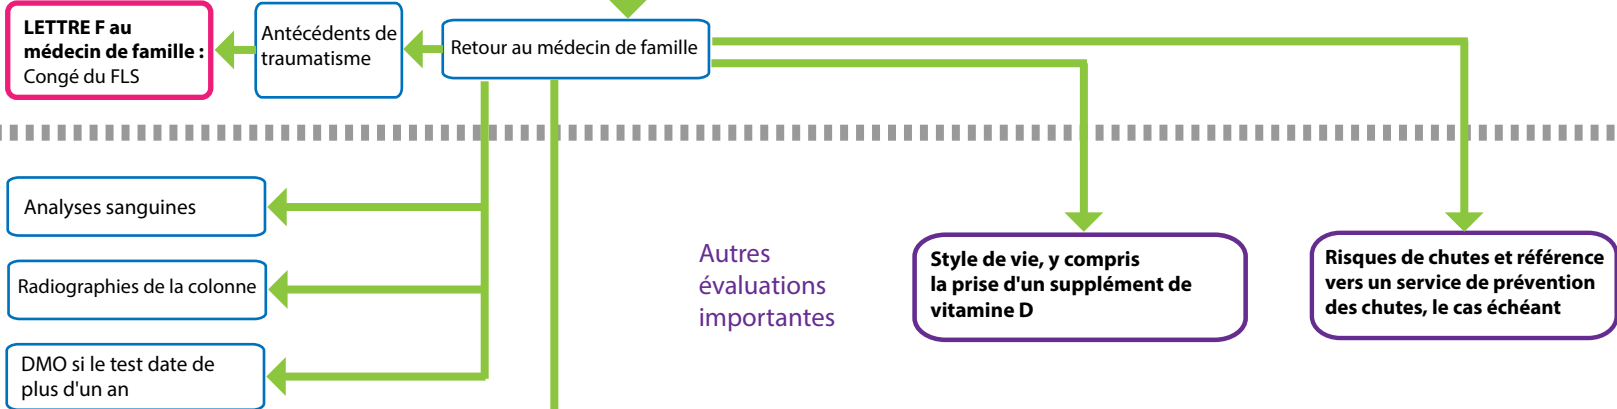 LETTRE F au
médecin de famille :
Congé du FLS
Antécédents de
traumatisme
Retour au médecin de famille
Analyses sanguines
Radiographies de la colonne
DMO si le test date de
plus d'un an
Autres
évaluations
importantes
Style de vie, y compris
la prise d'un supplément de
vitamine D
Risques de chutes et référence
vers un service de prévention
des chutes, le cas échéant